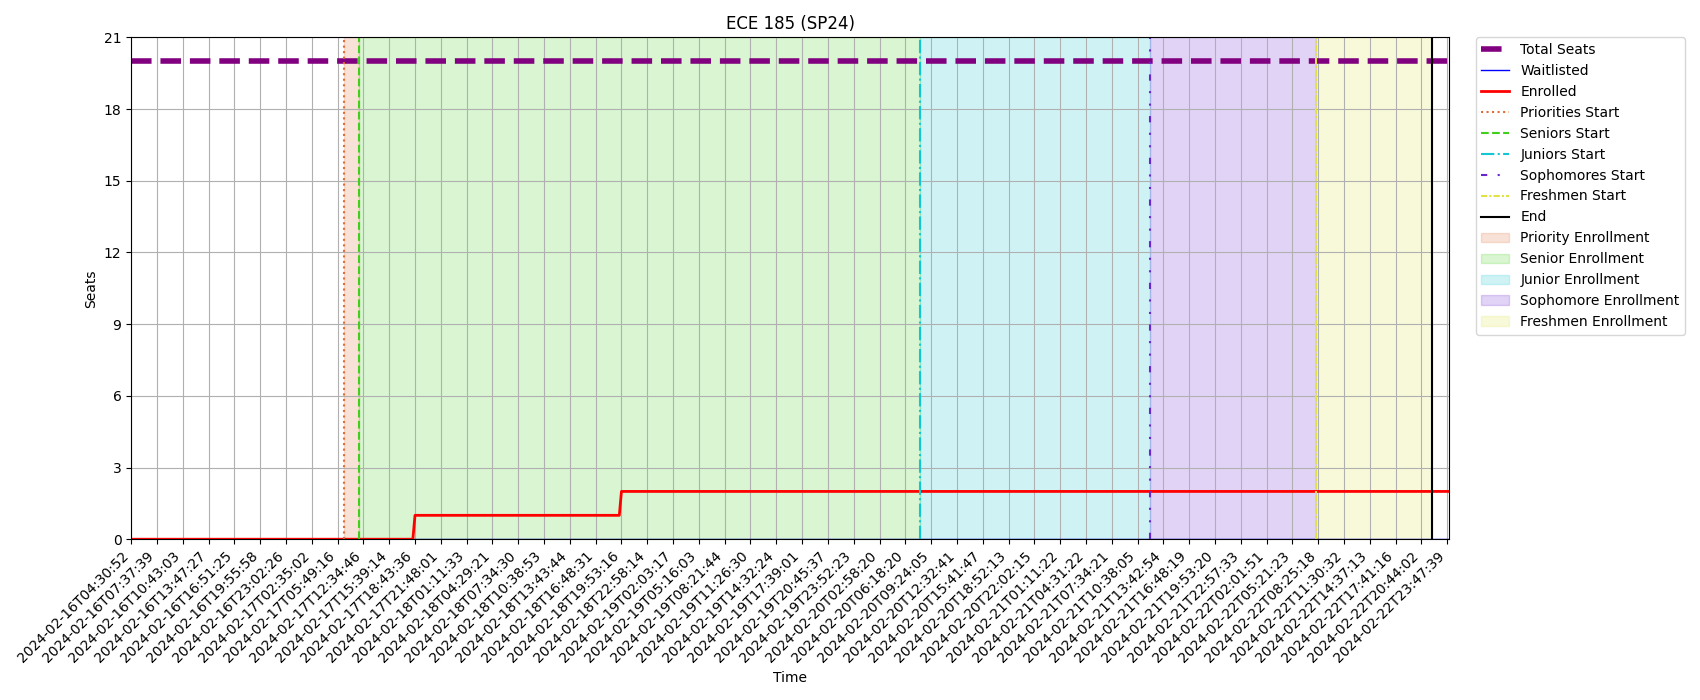 ECE 185 (SP24)
21
18
15
12
9
6
3
0
Seats
2024-02-16T04:30:52
2024-02-16T07:37:39
2024-02-16T10:43:03
2024-02-16T13:47:27
2024-02-16T16:51:25
2024-02-16T19:55:58
2024-02-16T23:02:26
2024-02-17T02:35:02
2024-02-17T05:49:16
2024-02-17T12:34:46
2024-02-17T15:39:14
2024-02-17T18:43:36
2024-02-17T21:48:01
2024-02-18T01:11:33
2024-02-18T04:29:21
2024-02-18T07:34:30
2024-02-18T10:38:53
2024-02-18T13:43:44
2024-02-18T16:48:31
2024-02-18T19:53:16
2024-02-18T22:58:14
2024-02-19T02:03:17
2024-02-19T05:16:03
2024-02-19T08:21:44
2024-02-19T11:26:30
2024-02-19T14:32:24
2024-02-19T17:39:01
2024-02-19T20:45:37
2024-02-19T23:52:23
2024-02-20T02:58:20
2024-02-20T06:18:20
2024-02-20T09:24:05
2024-02-20T12:32:41
2024-02-20T15:41:47
2024-02-20T18:52:13
2024-02-20T22:02:15
2024-02-21T01:11:22
2024-02-21T04:31:22
2024-02-21T07:34:21
2024-02-21T10:38:05
2024-02-21T13:42:54
2024-02-21T16:48:19
2024-02-21T19:53:20
2024-02-21T22:57:33
2024-02-22T02:01:51
2024-02-22T05:21:23
2024-02-22T08:25:18
2024-02-22T11:30:32
2024-02-22T14:37:13
2024-02-22T17:41:16
2024-02-22T20:44:02
2024-02-22T23:47:39
Time
Total Seats
Waitlisted
Enrolled
Priorities Start
Seniors Start
Juniors Start
Sophomores Start
Freshmen Start
End
Priority Enrollment
Senior Enrollment
Junior Enrollment
Sophomore Enrollment
Freshmen Enrollment